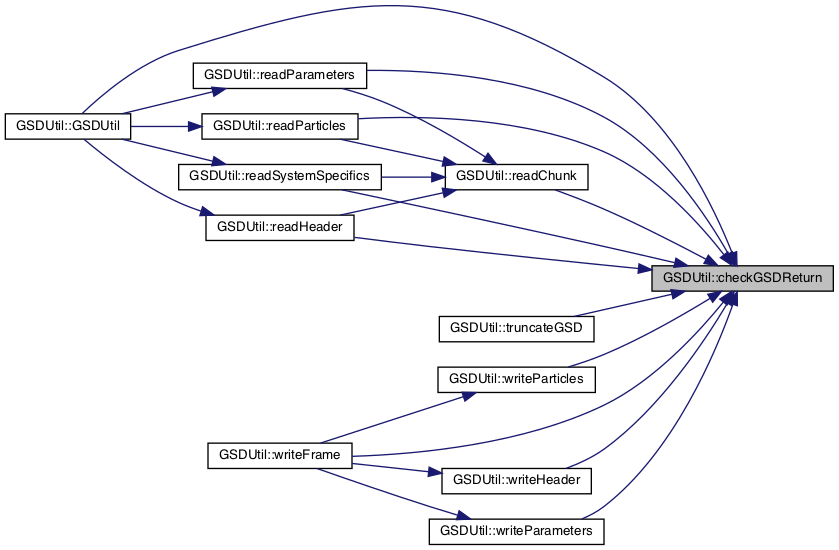 GSDUtil::readParameters
GSDUtil::GSDUtil
GSDUtil::readParticles
GSDUtil::readSystemSpecifics
GSDUtil::readChunk
GSDUtil::readHeader
GSDUtil::checkGSDReturn
GSDUtil::truncateGSD
GSDUtil::writeParticles
GSDUtil::writeFrame
GSDUtil::writeHeader
GSDUtil::writeParameters